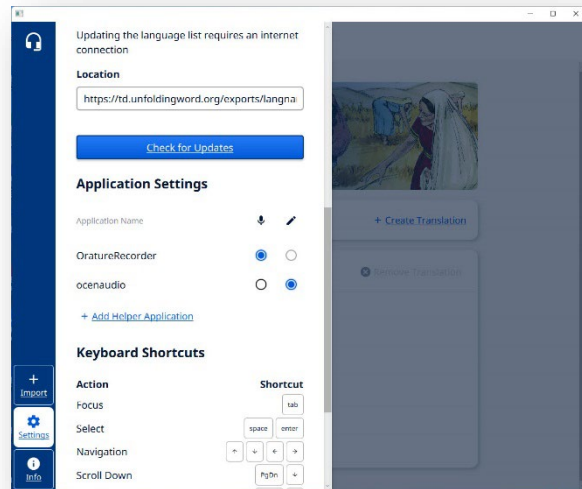 Updating the language list requires an internet
connection
Location
https://td.unfoldingword.org/exports/langna
Check for Updates
Application Settings
Application Name
OratureRecorder
ocenaudio
+ Add Helper Application
Keyboard Shortcuts
Action Shortcut
Focus tab
Select space enter
Navigation ↑ ↓ ← →
Scroll Down PgDn ↓
+ Import
Settings
Info
+ Create Translation
Remove Translation